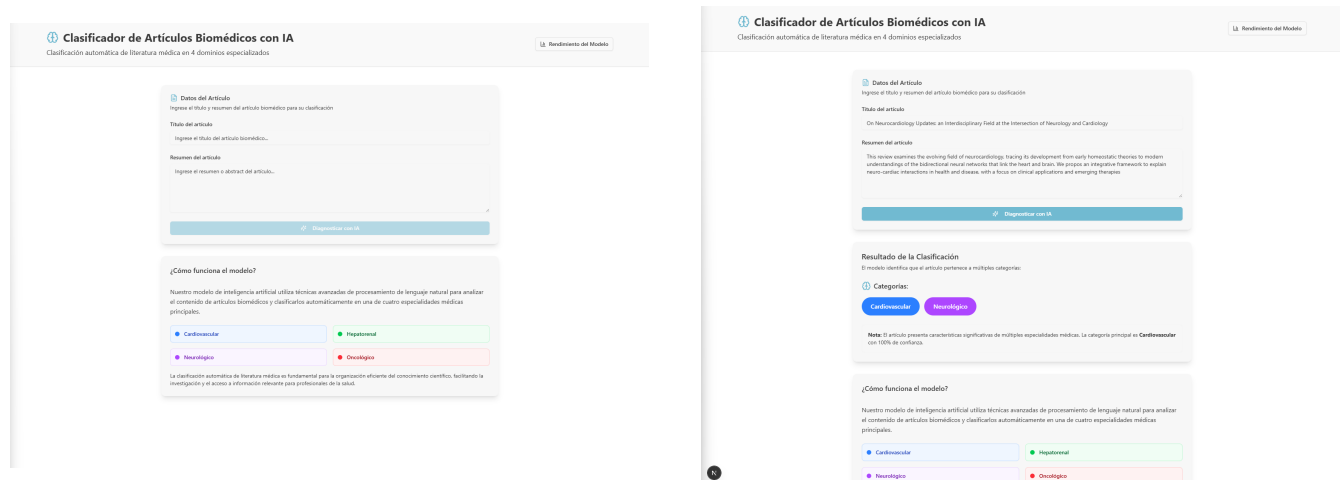 Clasificador de Artículos Biomédicos con IA
Clasificación automática de literatura médica en 4 dominios especializados
Rendimiento del Modelo
Datos del Artículo
Ingrese el título y resumen del artículo biomédico para su clasificación
Título del artículo
Ingrese el título del artículo biomédico...
Resumen del artículo
Ingrese el resumen o abstract del artículo...
Diagnosticar con IA
¿Cómo funciona el modelo?
Nuestro modelo de inteligencia artificial utiliza técnicas avanzadas de procesamiento de lenguaje natural para analizar
el contenido de artículos biomédicos y clasificarlos automáticamente en una de cuatro especialidades médicas
principales.
Cardiovascular
Hepatorenal
Neurológico
Oncológico
La clasificación automática de literatura médica es fundamental para la organización eficiente del conocimiento científico, facilitando la
investigación y el acceso a información relevante para profesionales de la salud.
Clasificador de Artículos Biomédicos con IA
Clasificación automática de literatura médica en 4 dominios especializados
Rendimiento del Modelo
Datos del Artículo
Ingrese el título y resumen del artículo biomédico para su clasificación
Título del artículo
On Neurocardiology Updates: an Interdisciplinary Field at the Intersection of Neurology and Cardiology
Resumen del artículo
This review examines the evolving field of neurocardiology, tracing its development from early homeostatic theories to modern
understandings of the bidirectional neural networks that link the heart and brain. We propos an integrative framework to explain
neuro-cardiac interactions in health and disease, with a focus on clinical applications and emerging therapies
Diagnosticar con IA
Resultado de la Clasificación
El modelo identifica que el artículo pertenece a múltiples categorías:
Categorías:
Cardiovascular
Neurológico
Nota: El artículo presenta características significativas de múltiples especialidades médicas. La categoría principal es Cardiovascular
con 100% de confianza.
¿Cómo funciona el modelo?
Nuestro modelo de inteligencia artificial utiliza técnicas avanzadas de procesamiento de lenguaje natural para analizar
el contenido de artículos biomédicos y clasificarlos automáticamente en una de cuatro especialidades médicas
principales.
Cardiovascular
Hepatorenal
Neurológico
Oncológico
N